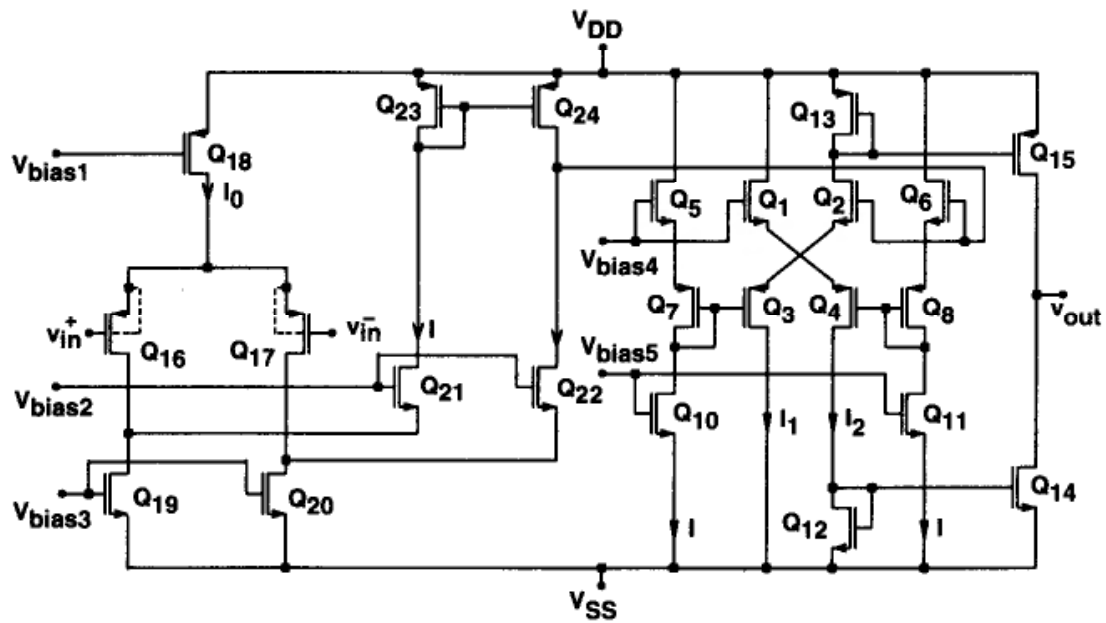 VDD
Q23
Q24
Q13
Q15
Q18
Vbias1
I0
Q5
Q1
Q2
Q6
Vbias4
Q7
Q3
Q4
Q8
vout
vin+
Q16
Q17
vin-
I
Vbias5
Vbias2
Q21
Q22
Q10
I1
I2
Q11
Vbias3
Q19
Q20
Q14
Q12
I
I
VSS